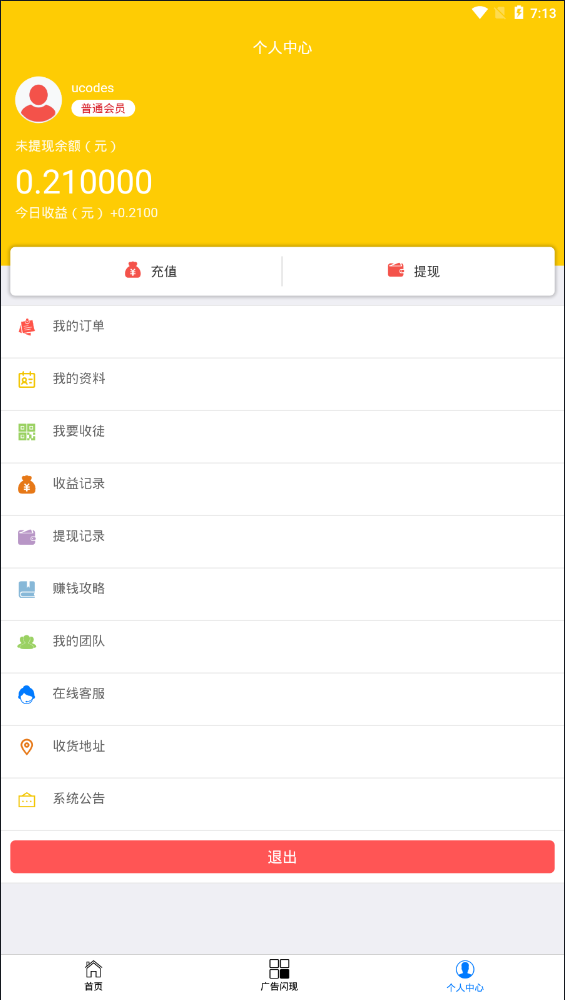 7:13
个人中心
ucodes
普通会员
未提现余额（元）
0.210000
今日收益（元） +0.2100
充值
提现
我的订单
我的资料
我要收徒
收益记录
提现记录
赚钱攻略
我的团队
在线客服
收货地址
系统公告
退出
首页
广告闪现
个人中心